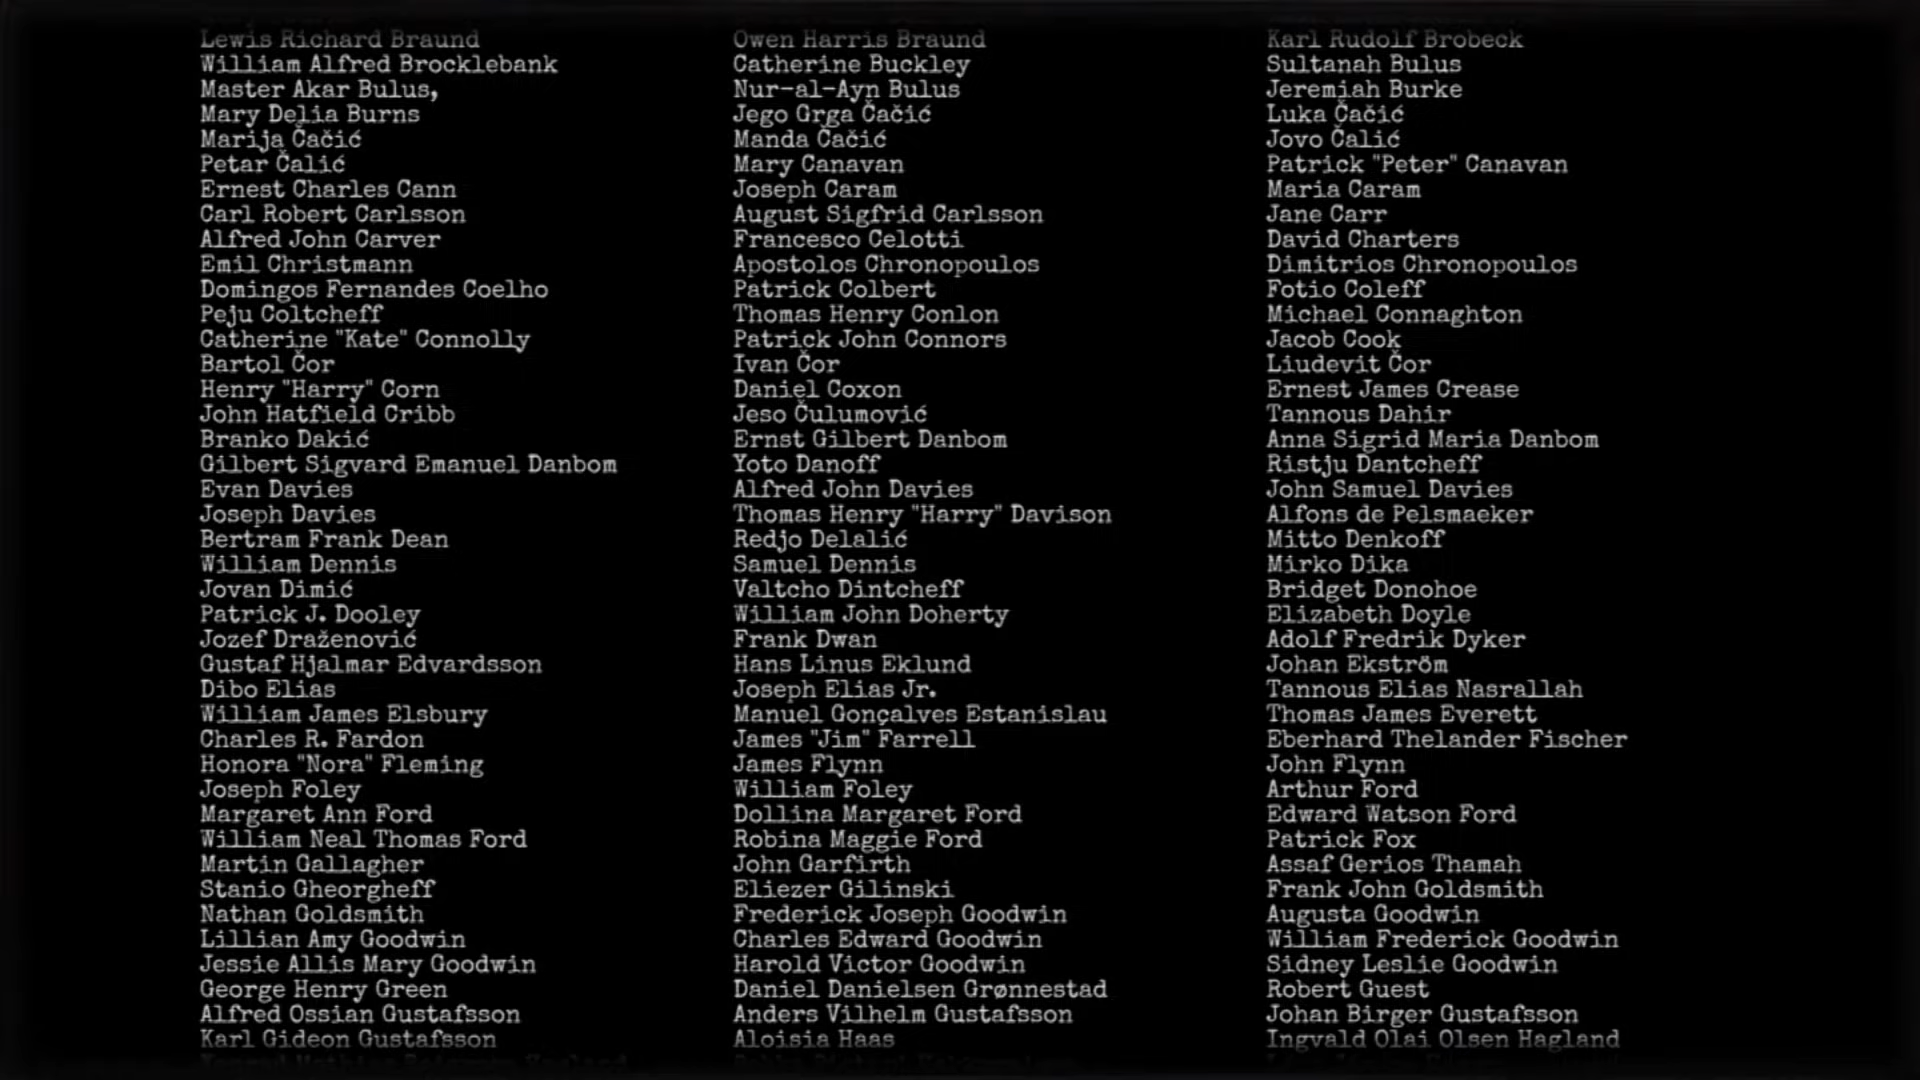 Lewis Richard Braund Owen Harris Braund Karl Rudolf Brobeck
William Alfred Brocklebank Catherine Buckley Sultanah Bulus
Master Akar Bulus, Nur-al-Ayn Bulus Jeremiah Burke
Mary Delia Burns Jego Grga Čačić Luka Čačić
Marija Čačić Manda Čačić Jovo Čalić
Petar Čalić Mary Canavan Patrick "Peter" Canavan
Ernest Charles Cann Joseph Caram Maria Caram
Carl Robert Carlsson August Sigfrid Carlsson Jane Carr
Alfred John Carver Francesco Celotti David Charters
Emil Christmann Apostolos Chronopoulos Dimitrios Chronopoulos
Domingos Fernandes Coelho Patrick Colbert Fotio Coleff
Peju Coltcheff Thomas Henry Conlon Michael Connaghton
Catherine "Kate" Connolly Patrick John Connors Jacob Cook
Bartol Čor Ivan Čor Liudevit Čor
Henry "Harry" Corn Daniel Coxon Ernest James Crease
John Hatfield Cribb Jeso Čulumović Tannous Dahir
Branko Dakić Ernst Gilbert Danbom Anna Sigrid Maria Danbom
Gilbert Sigvard Emanuel Danbom Yoto Danoff Ristju Dantcheff
Evan Davies Alfred John Davies John Samuel Davies
Joseph Davies Thomas Henry "Harry" Davison Alfons de Pelsmaeker
Bertram Frank Dean Redjo Delalić Mitto Denkoff
William Dennis Samuel Dennis Mirko Dika
Jovan Dimić Valtcho Dintcheff Bridget Donohoe
Patrick J. Dooley William John Doherty Elizabeth Doyle
Jozef Draženović Frank Dwan Adolf Fredrik Dyker
Gustaf Hjalmar Edvardsson Hans Linus Eklund Johan Ekström
Dibo Elias Joseph Elias Jr. Tannous Elias Nasrallah
William James Elsbury Manuel Gonçalves Estanislau Thomas James Everett
Charles R. Fardon James "Jim" Farrell Eberhard Thelander Fischer
Honora "Nora" Fleming James Flynn John Flynn
Joseph Foley William Foley Arthur Ford
Margaret Ann Ford Dollina Margaret Ford Edward Watson Ford
William Neal Thomas Ford Robina Maggie Ford Patrick Fox
Martin Gallagher John Garfirth Assaf Gerios Thamah
Stanio Gheorgheff Eliezer Gilinski Frank John Goldsmith
Nathan Goldsmith Frederick Joseph Goodwin Augusta Goodwin
Lillian Amy Goodwin Charles Edward Goodwin William Frederick Goodwin
Jessie Allis Mary Goodwin Harold Victor Goodwin Sidney Leslie Goodwin
George Henry Green Daniel Danielsen Grønnestad Robert Guest
Alfred Ossian Gustafsson Anders Vilhelm Gustafsson Johan Birger Gustafsson
Karl Gideon Gustafsson Aloisia Haas Ingvald Olai Olsen Hagland